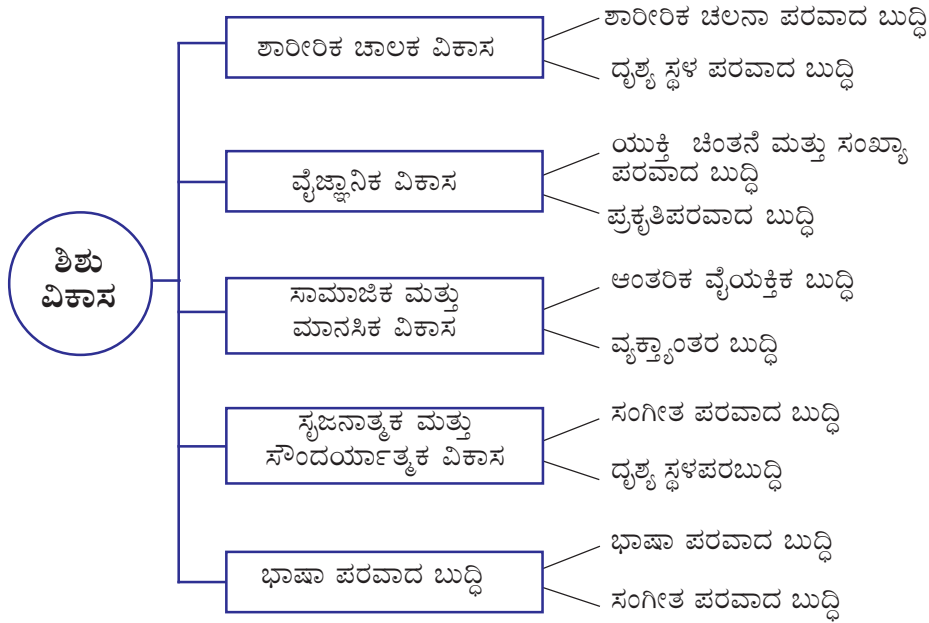 ಶಿಶು
ವಿಕಾಸ
ಶಾರೀರಿಕ ಚಾಲಕ ವಿಕಾಸ
ಶಾರೀರಿಕ ಚಲನಾ ಪರವಾದ ಬುದ್ಧಿ
ದೃಶ್ಯ ಸ್ಥಳ ಪರವಾದ ಬುದ್ಧಿ
ವೈಜ್ಞಾನಿಕ ವಿಕಾಸ
ಯುಕ್ತಿ ಚಿಂತನೆ ಮತ್ತು ಸಂಖ್ಯಾ
ಪರವಾದ ಬುದ್ಧಿ
ಪ್ರಕೃತಿಪರವಾದ ಬುದ್ಧಿ
ಸಾಮಾಜಿಕ ಮತ್ತು
ಮಾನಸಿಕ ವಿಕಾಸ
ಆಂತರಿಕ ವೈಯಕ್ತಿಕ ಬುದ್ಧಿ
ವ್ಯಕ್ತ್ಯಾಂತರ ಬುದ್ಧಿ
ಸೃಜನಾತ್ಮಕ ಮತ್ತು
ಸೌಂದರ್ಯಾತ್ಮಕ ವಿಕಾಸ
ಸಂಗೀತ ಪರವಾದ ಬುದ್ಧಿ
ದೃಶ್ಯ ಸ್ಥಳಪರಬುದ್ಧಿ
ಭಾಷಾ ಪರವಾದ ಬುದ್ಧಿ
ಭಾಷಾ ಪರವಾದ ಬುದ್ಧಿ
ಸಂಗೀತ ಪರವಾದ ಬುದ್ಧಿ